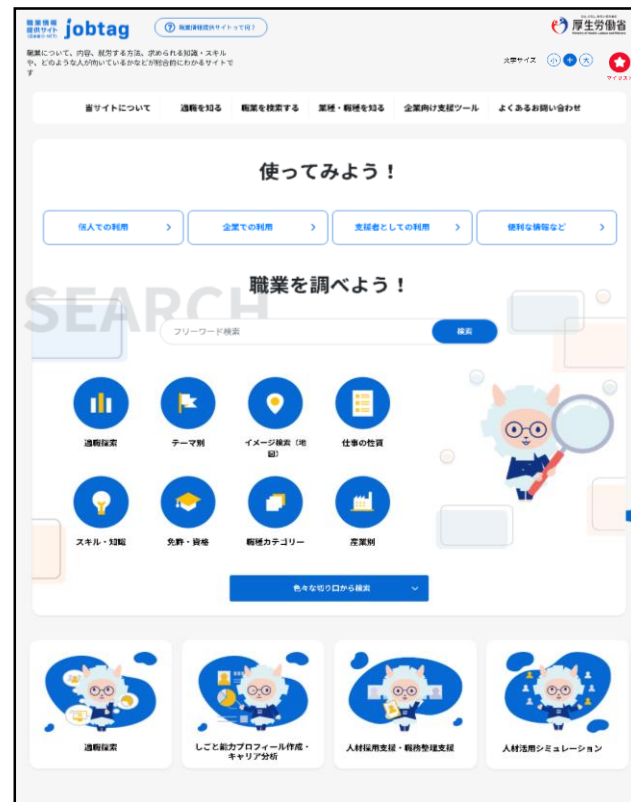 職業情報
提供サイト
jobtag
? 職業情報提供サイトって何?
厚生労働省
職業について、内容、就労する方法、求められる知識・スキル
や、どのような人が向いているかなどが総合的にわかるサイトで
す
文字サイズ 小 中 大
マイリスト
当サイトについて 適職を知る 職業を検索する 業種・職種を知る 企業向け支援ツール よくあるお問い合わせ
使ってみよう!
個人での利用 企業での利用 支援者としての利用 便利な情報など
SEARCH
職業を調べよう!
フリーワード検索 検索
適職探索 テーマ別 イメージ検索(地
図) 仕事の性質
スキル・知識 免許・資格 職種カテゴリー 産業別
色々な切り口から検索
適職探索
しごと能力プロフィール作成・
キャリア分析
人材採用支援・職務整理支援
人材活用シミュレーション